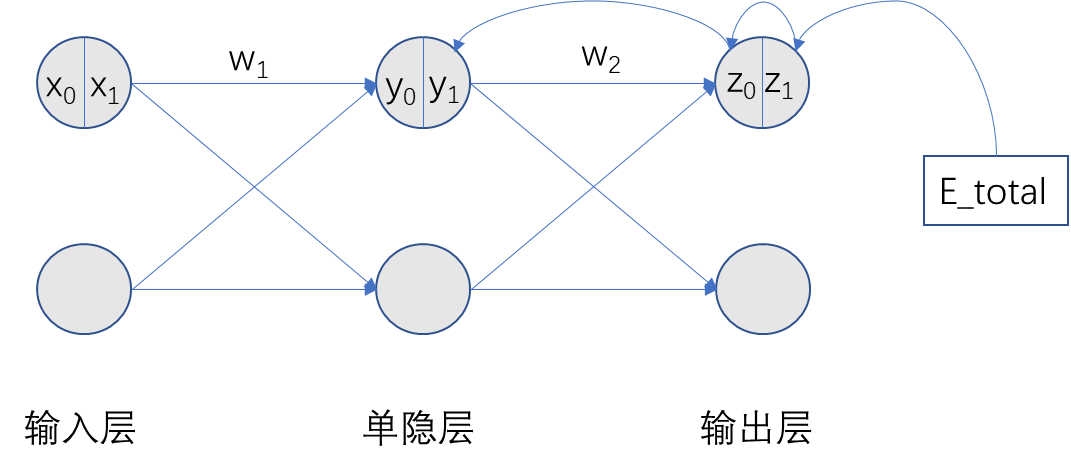 w₁
w₂
x₀ x₁
y₀ y₁
z₀ z₁
E_total
输入层
单隐层
输出层